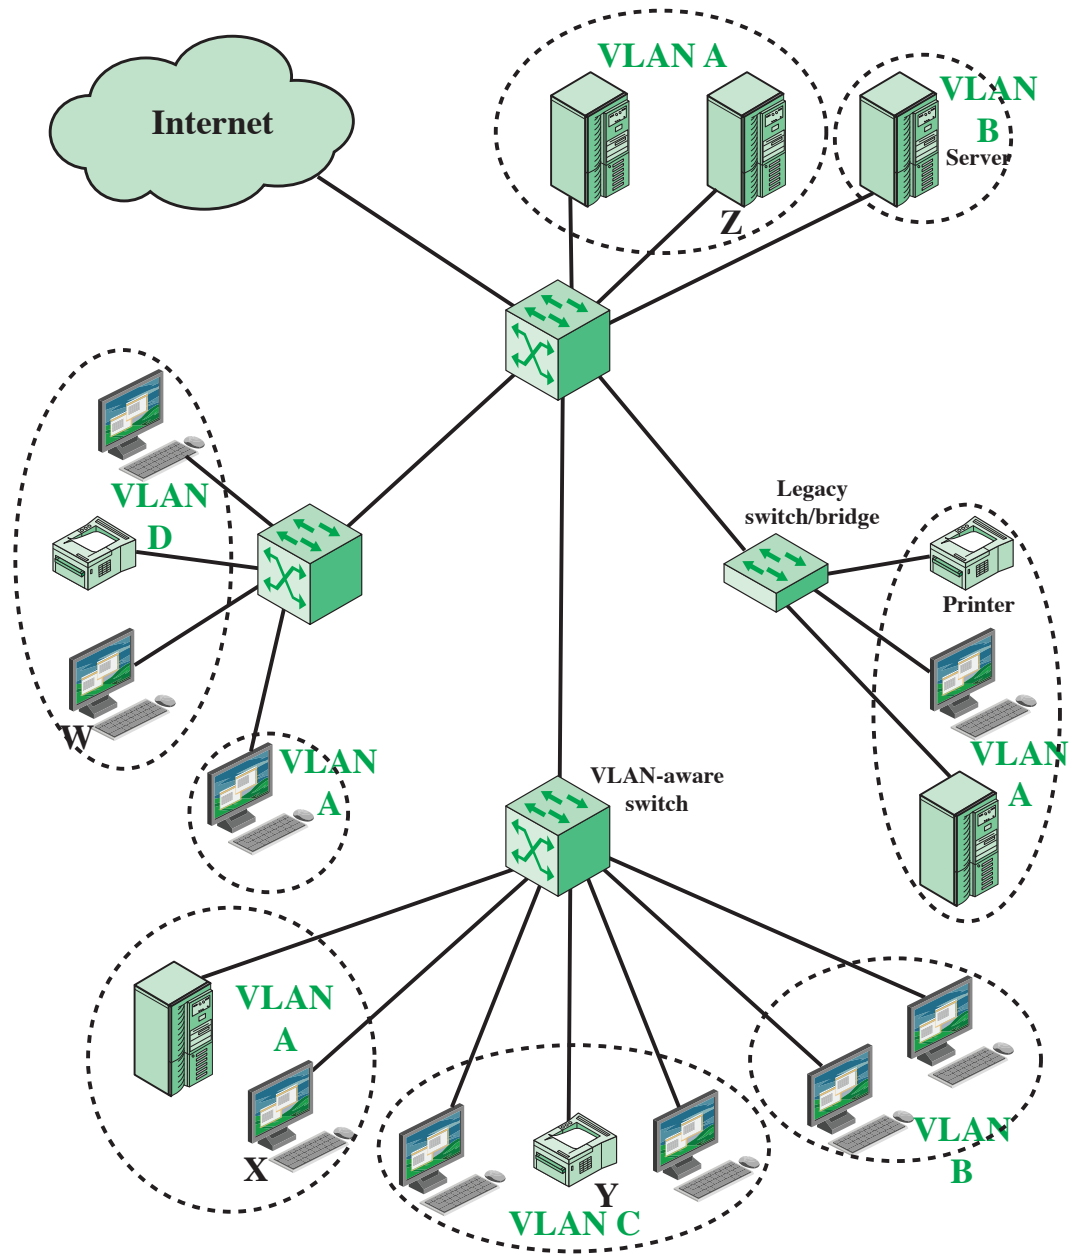 VLAN A
VLAN
B
Server
Internet
Z
Legacy
switch/bridge
VLAN
D
Printer
W
VLAN
A
VLAN
A
VLAN-aware
switch
VLAN
A
X
VLAN
B
Y
VLAN C